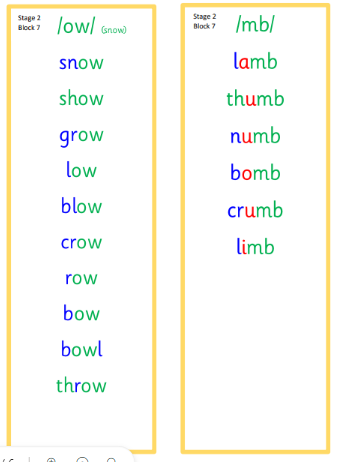 Stage 2
Block 7
/ow/ (snow)
snow
show
grow
low
blow
crow
row
bow
bowl
throw
Stage 2
Block 7
/mb/
lamb
thumb
numb
bomb
crumb
limb